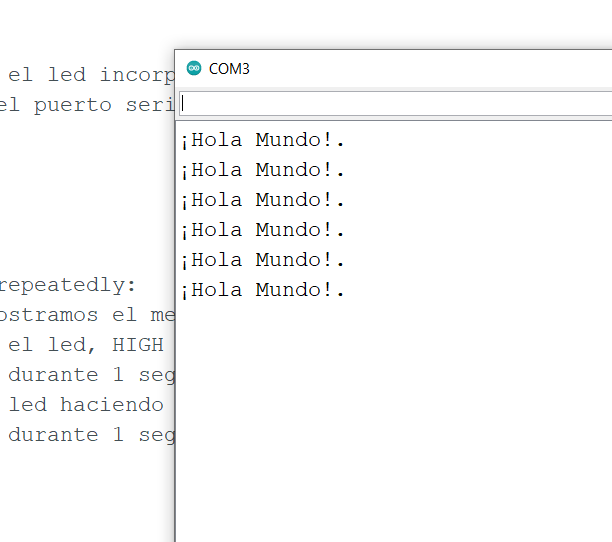 COM3
el led incorp
el puerto seri
¡Hola Mundo!.
¡Hola Mundo!.
¡Hola Mundo!.
¡Hola Mundo!.
¡Hola Mundo!.
¡Hola Mundo!.
repeatedly:
ostramos el me
el led, HIGH
durante 1 seg
led haciendo
durante 1 seg